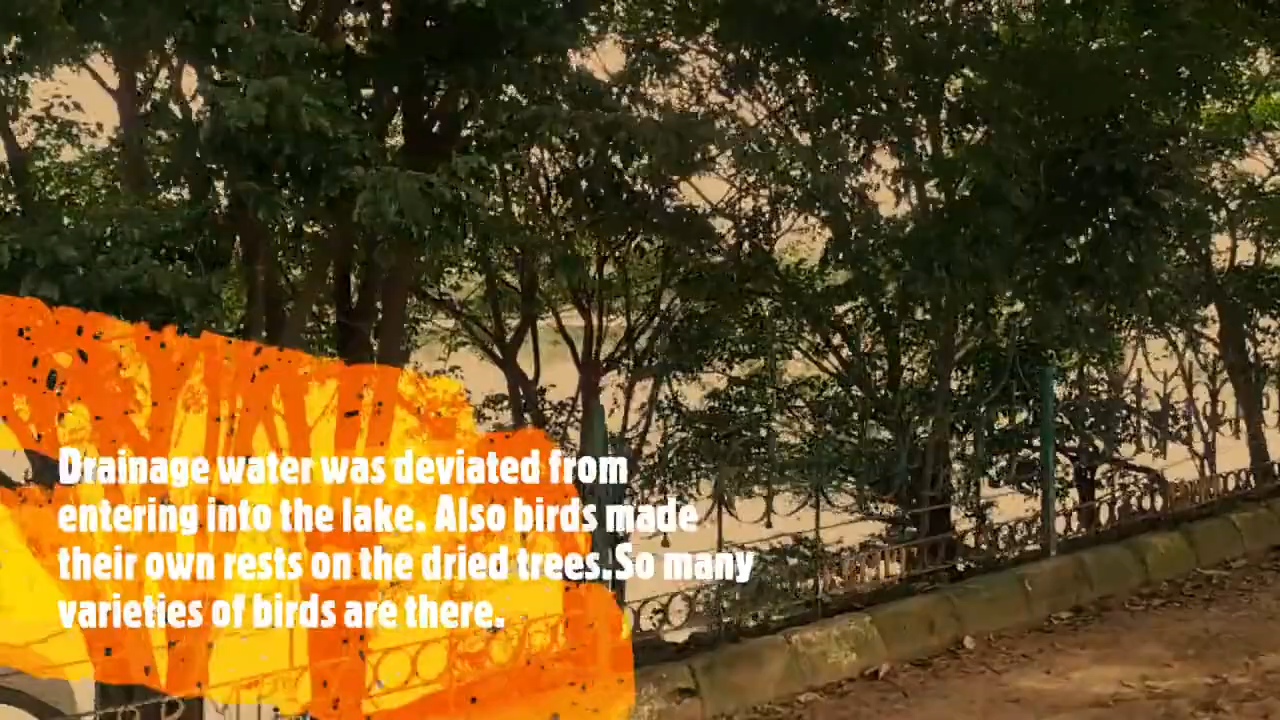 Drainage water was deviated from
entering into the lake. Also birds made
their own rests on the dried trees.So many
varieties of birds are there.